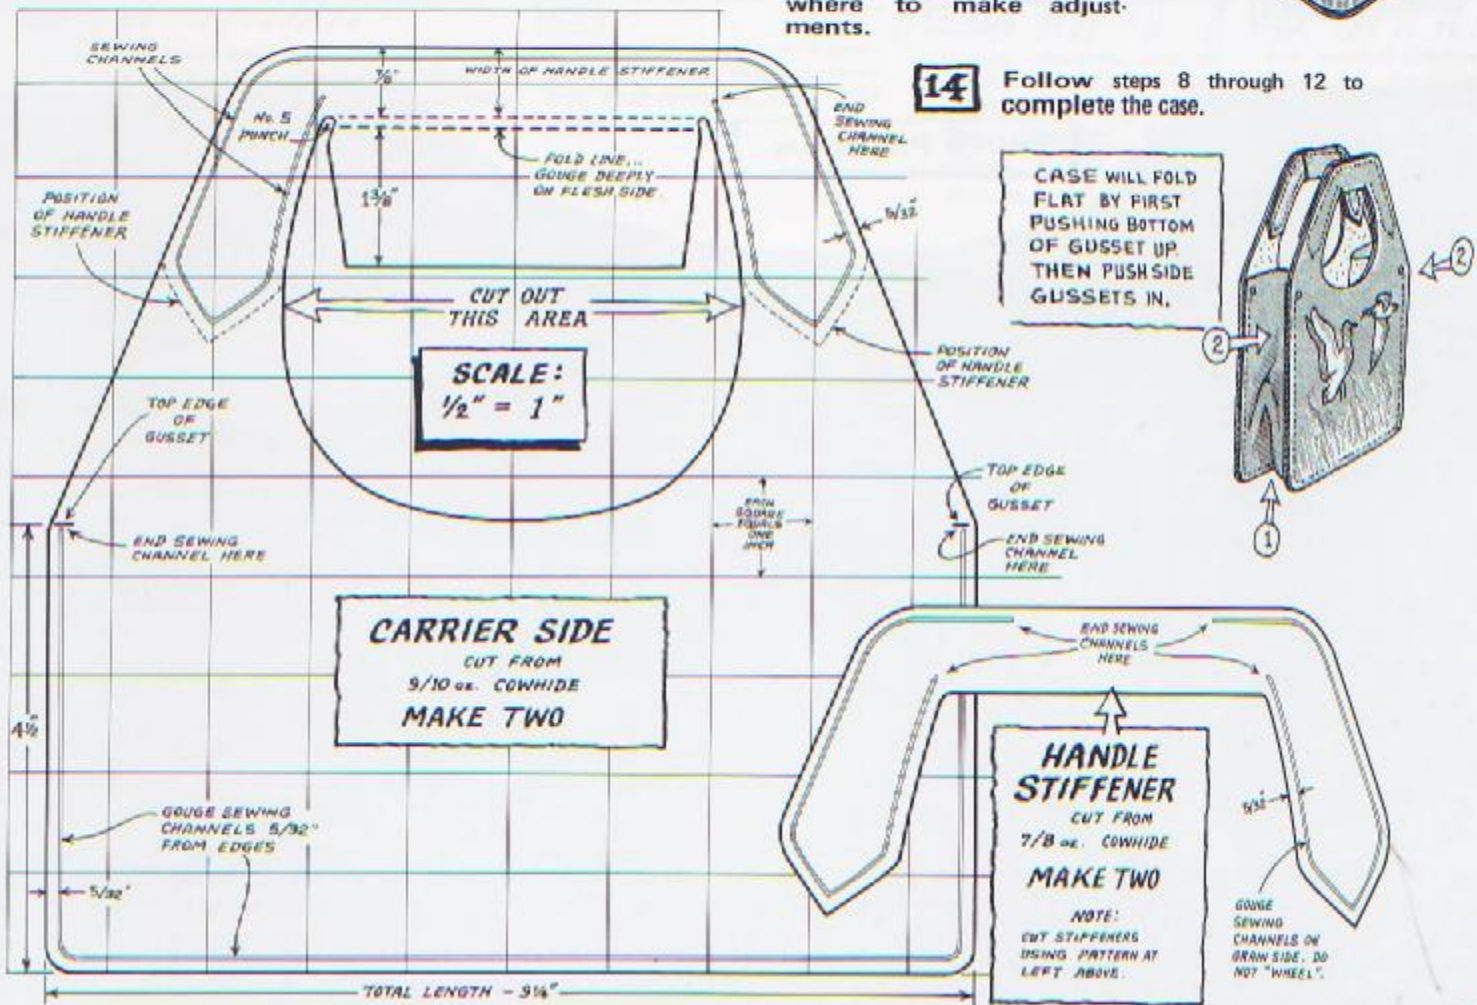 where to make adjust-
ments.
14 Follow steps 8 through 12 to
complete the case.
SEWING
CHANNELS
7/8"
WIDTH OF HANDLE STIFFENER
No. 5
PUNCH
END
SEWING
CHANNEL
HERE
FOLD LINE...
GOUGE DEEPLY
ON FLESH SIDE.
1 3/8"
POSITION
OF HANDLE
STIFFENER
5/32"
CUT OUT
THIS AREA
CASE WILL FOLD
FLAT BY FIRST
PUSHING BOTTOM
OF GUSSET UP.
THEN PUSH SIDE
GUSSETS IN.
2
2
1
POSITION
OF HANDLE
STIFFENER
SCALE:
1/2" = 1"
TOP EDGE
OF
GUSSET
TOP EDGE
OF
GUSSET
END SEWING
CHANNEL HERE
EACH
SQUARE
EQUALS
ONE
INCH
END SEWING
CHANNEL
HERE
CARRIER SIDE
CUT FROM
9/10 oz. COWHIDE
MAKE TWO
4½"
GOUGE SEWING
CHANNELS 5/32"
FROM EDGES
5/32"
TOTAL LENGTH - 9¼"
END SEWING
CHANNELS
HERE
HANDLE
STIFFENER
CUT FROM
7/8 oz. COWHIDE
MAKE TWO
NOTE:
CUT STIFFENERS
USING PATTERN AT
LEFT ABOVE.
5/32"
GOUGE
SEWING
CHANNELS ON
GRAIN SIDE. DO
NOT "WHEEL".